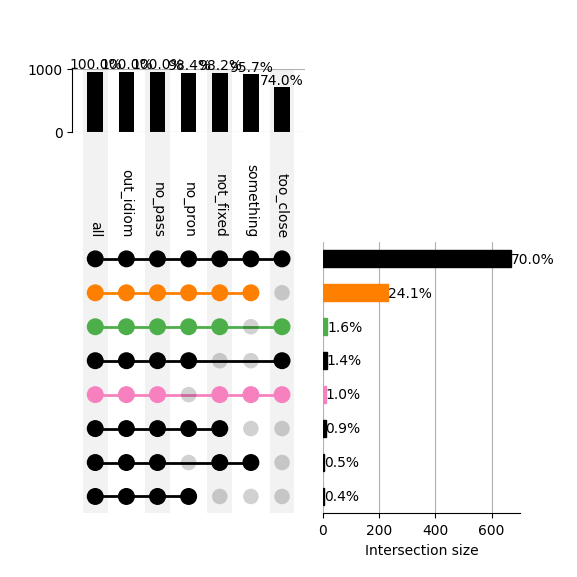 1000
0
100.0% 100.0% 100.0% 98.4% 98.2% 95.7% 74.0%
all out_idiom no_pass no_pron not_fixed something too_close
70.0%
24.1%
1.6%
1.4%
1.0%
0.9%
0.5%
0.4%
0 200 400 600
Intersection size